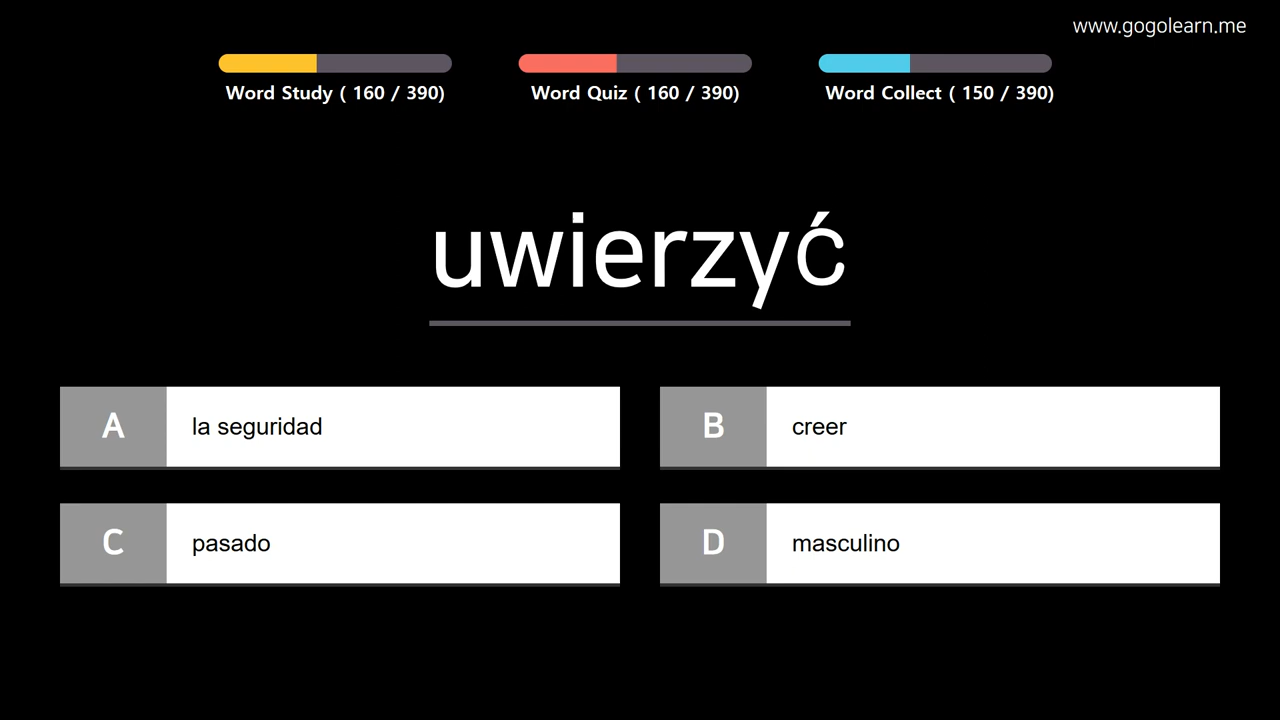 www.gogolearn.me
Word Study ( 160 / 390)
Word Quiz ( 160 / 390)
Word Collect ( 150 / 390)
uwierzyć
A la seguridad
B creer
C pasado
D masculino